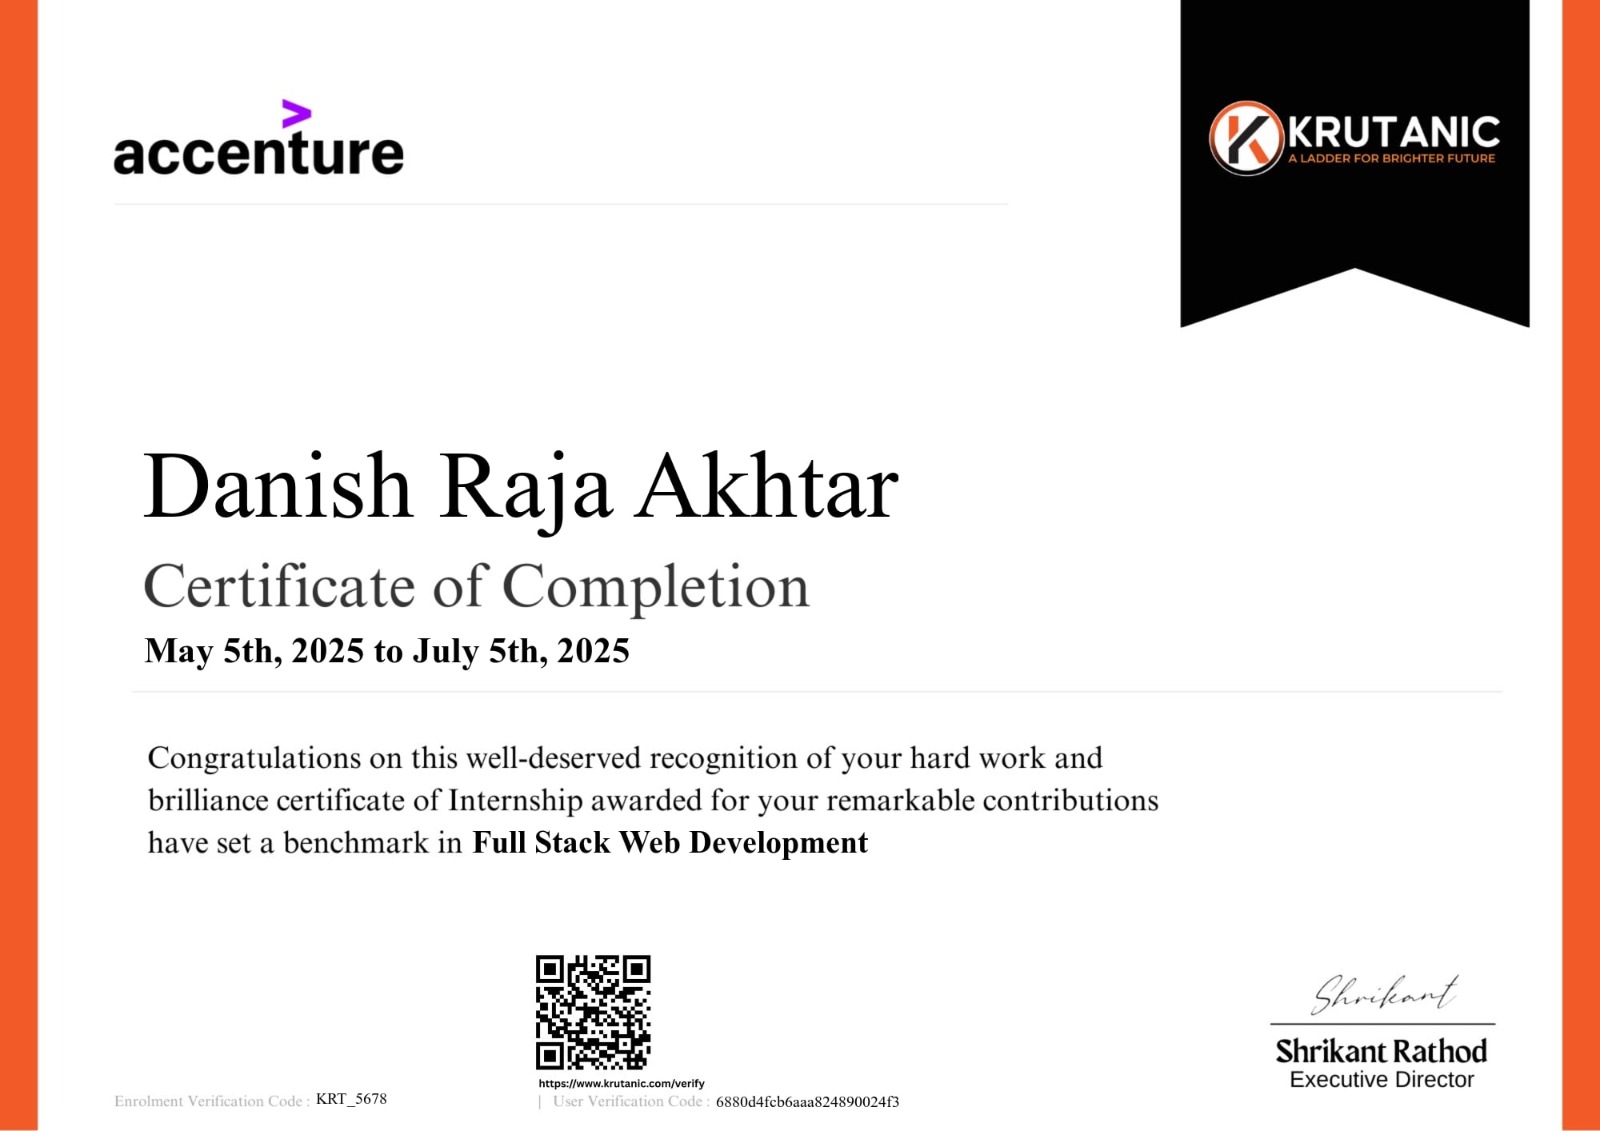 accenture
KRUTANIC
A LADDER FOR BRIGHTER FUTURE
Danish Raja Akhtar
Certificate of Completion
May 5th, 2025 to July 5th, 2025
Congratulations on this well-deserved recognition of your hard work and
brilliance certificate of Internship awarded for your remarkable contributions
have set a benchmark in Full Stack Web Development
Shrikant
Shrikant Rathod
Executive Director
https://www.krutanic.com/verify
Enrolment Verification Code : KRT_5678 | User Verification Code : 6880d4fcb6aaa824890024f3